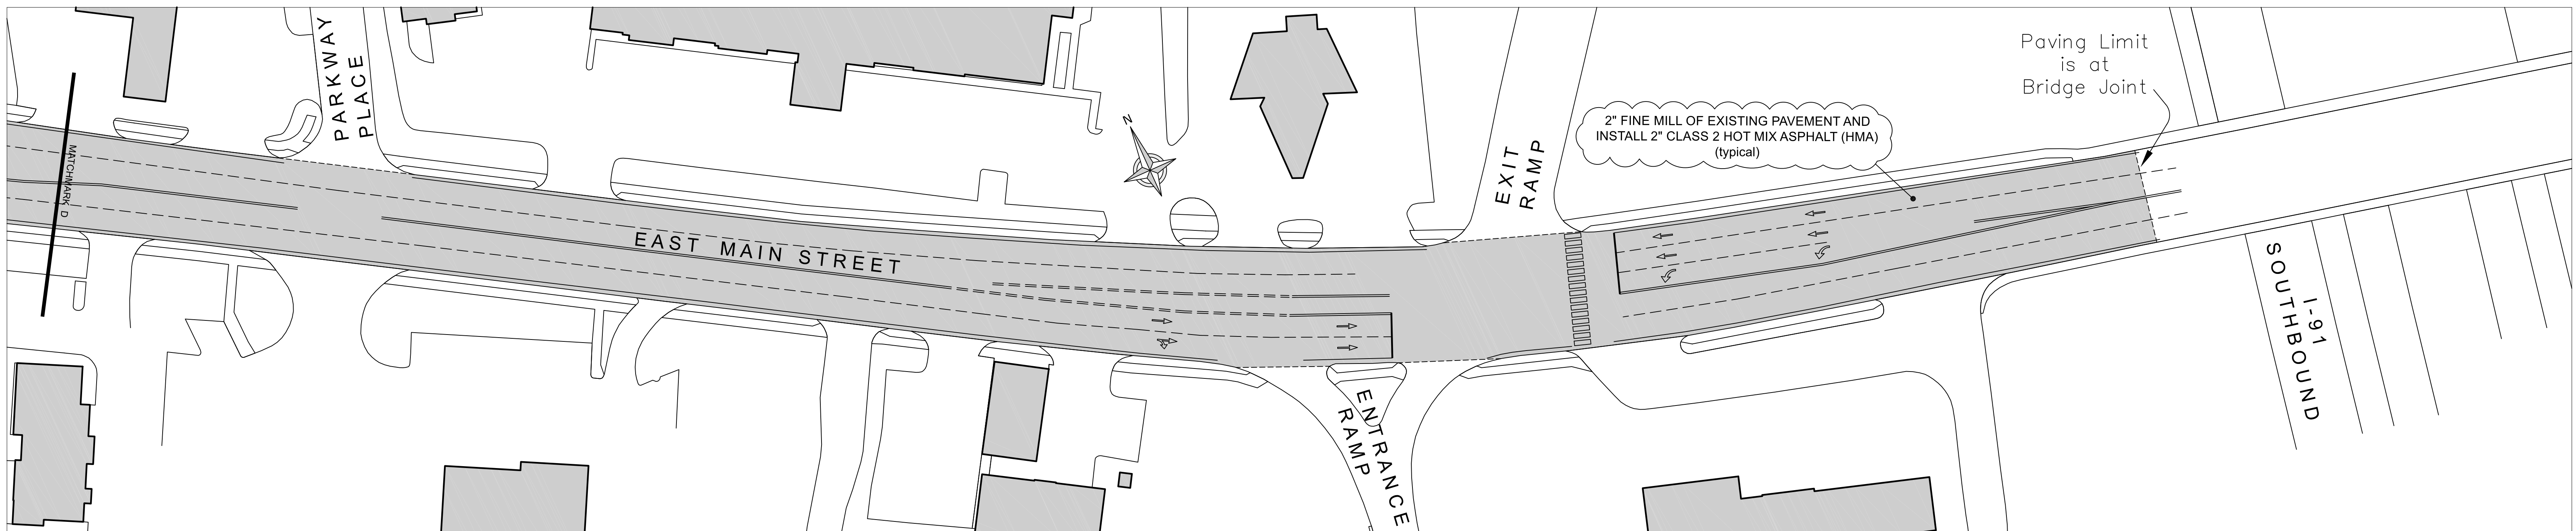 PARKWAY
PLACE
MATCHMARK D
N
EAST MAIN STREET
EXIT
RAMP
ENTRANCE
RAMP
2" FINE MILL OF EXISTING PAVEMENT AND
INSTALL 2" CLASS 2 HOT MIX ASPHALT (HMA)
(typical)
Paving Limit
is at
Bridge Joint
I-91
SOUTHBOUND